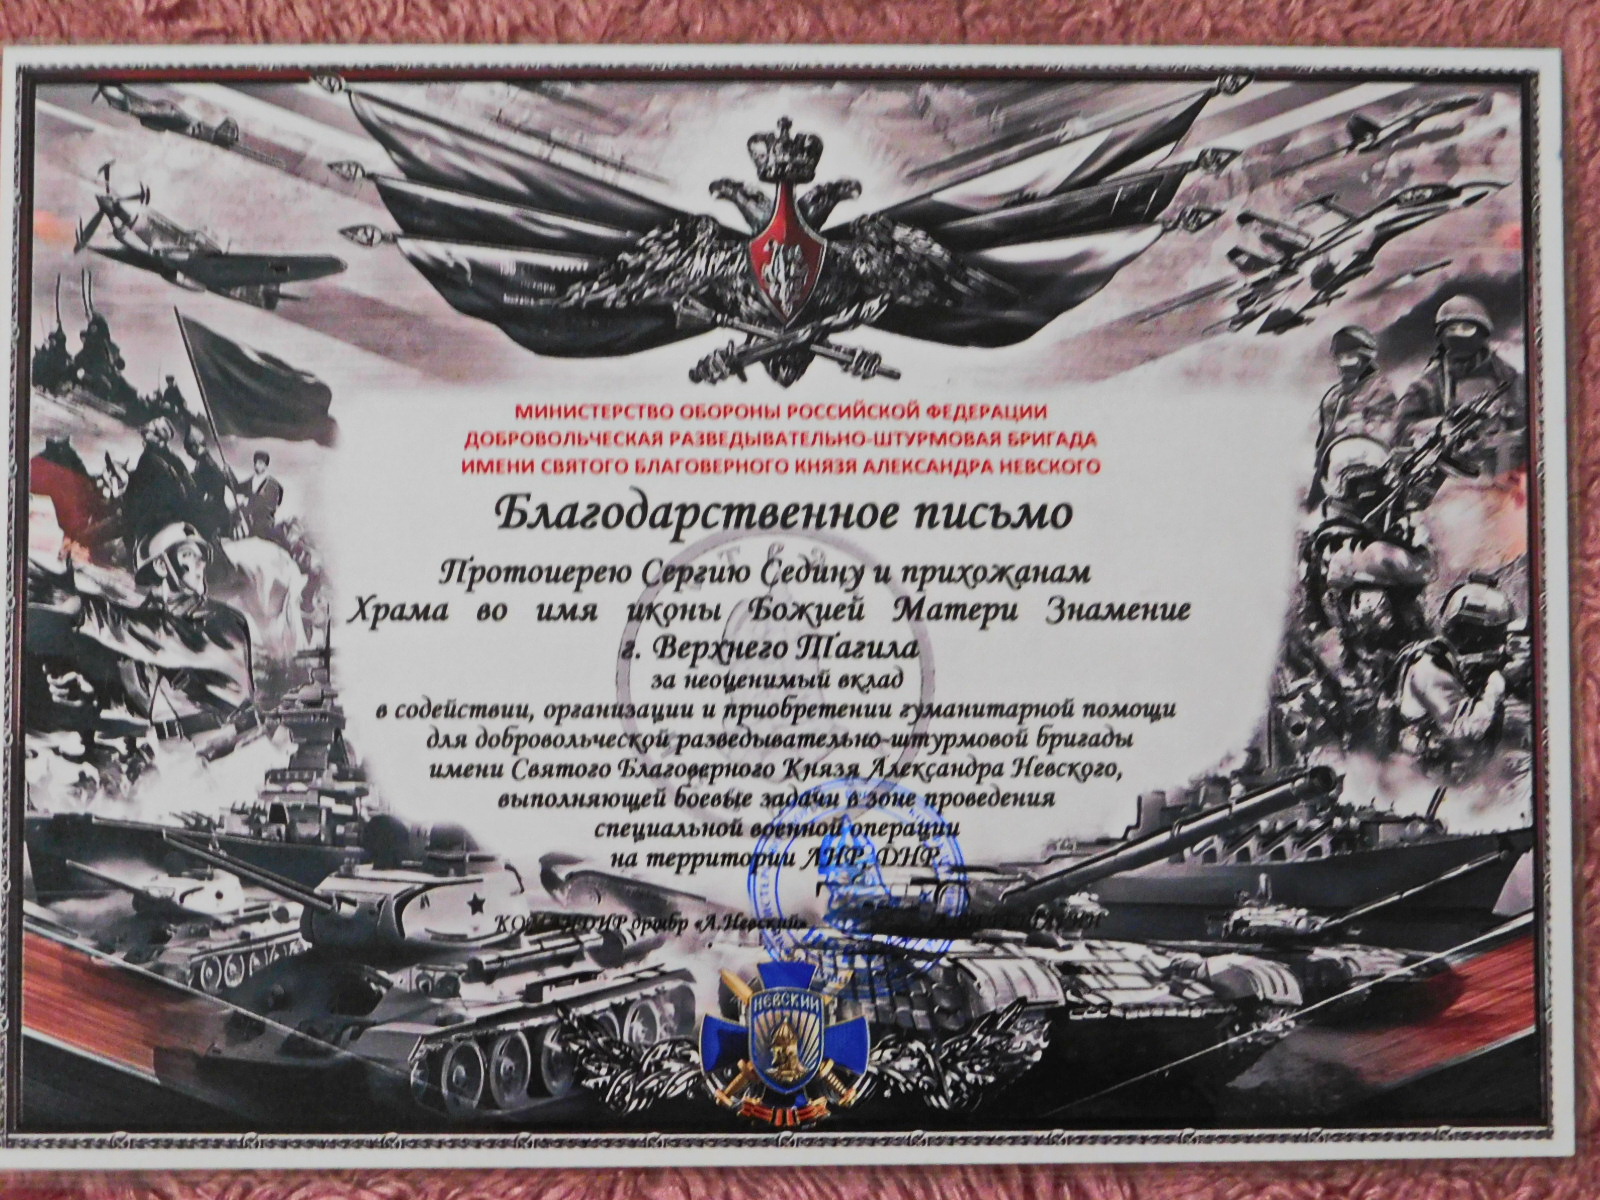 МИНИСТЕРСТВО ОБОРОНЫ РОССИЙСКОЙ ФЕДЕРАЦИИ
ДОБРОВОЛЬЧЕСКАЯ РАЗВЕДЫВАТЕЛЬНО-ШТУРМОВАЯ БРИГАДА
ИМЕНИ СВЯТОГО БЛАГОВЕРНОГО КНЯЗЯ АЛЕКСАНДРА НЕВСКОГО
Благодарственное письмо
Протоиерею Сергию Седину и прихожанам
Храма во имя иконы Божией Матери Знамение
г. Верхнего Тагила
за неоценимый вклад
в содействии, организации и приобретении гуманитарной помощи
для добровольческой разведывательно-штурмовой бригады
имени Святого Благоверного Князя Александра Невского,
выполняющей боевые задачи в зоне проведения
специальной военной операции
на территории ЛНР, ДНР.
КОМАНДИР дршбр «А.Невский»
НЕВСКИЙ